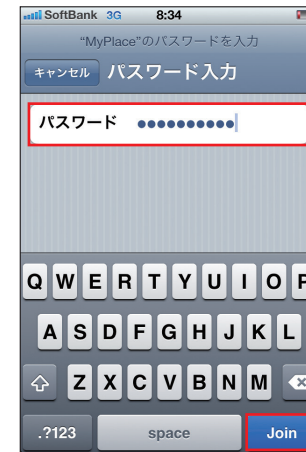 SoftBank 3G 8:34
“MyPlace”のパスワードを入力
キャンセル パスワード入力
パスワード ●●●●●●●●●●
Q W E R T Y U I O P
A S D F G H J K L
Z X C V B N M
.?123 space Join